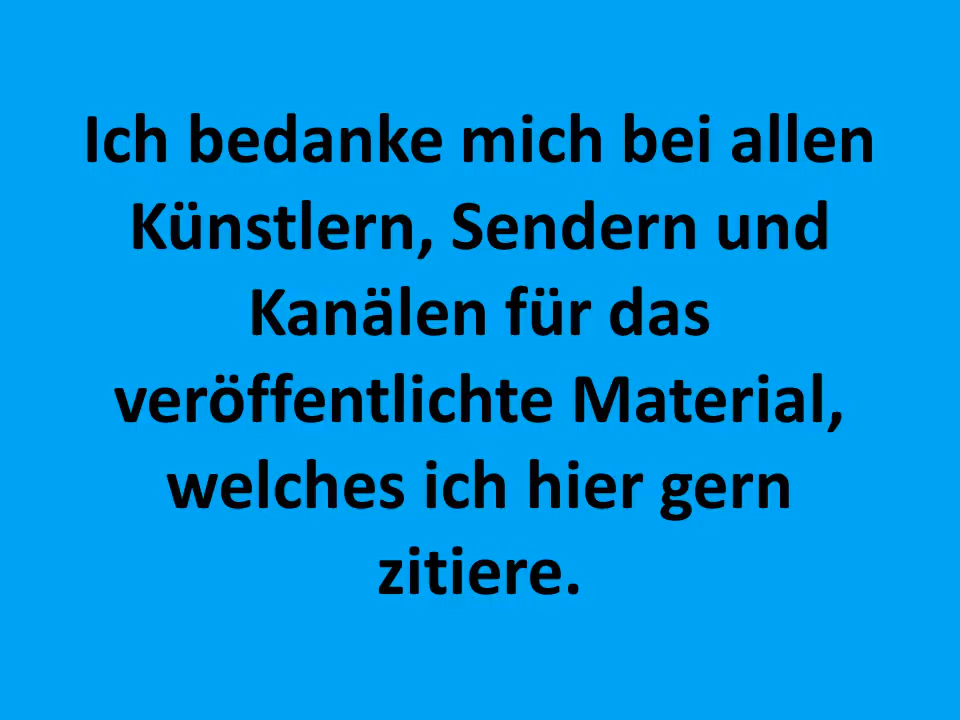 Ich bedanke mich bei allen
Künstlern, Sendern und
Kanälen für das
veröffentlichte Material,
welches ich hier gern
zitiere.